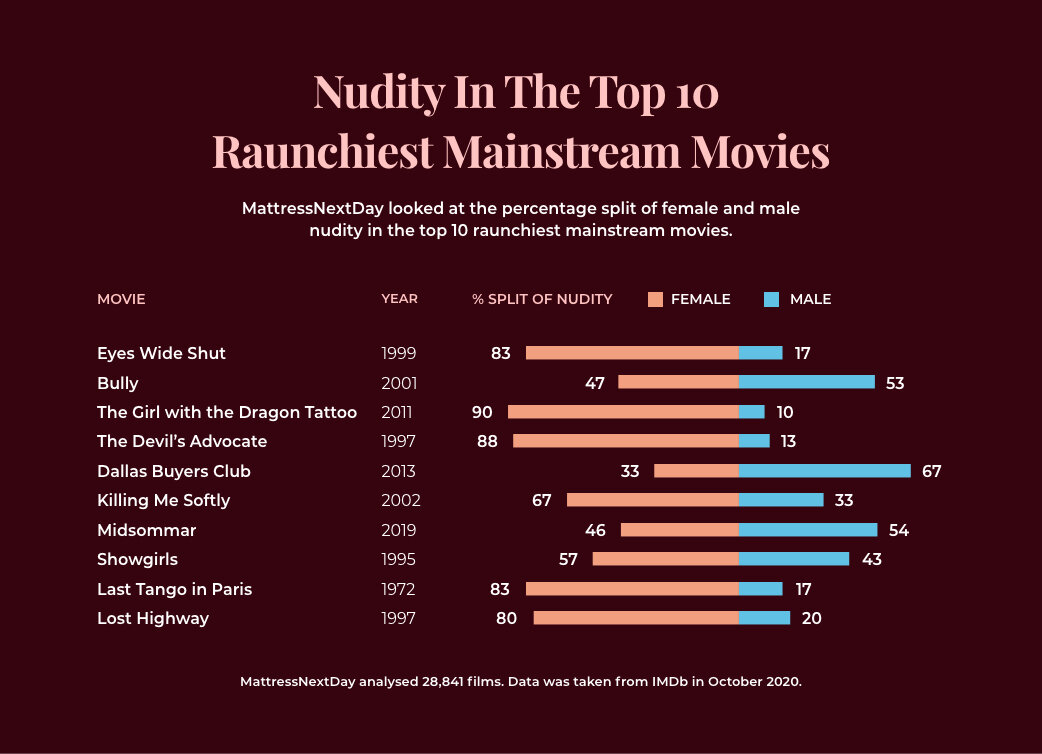 Nudity In The Top 10
Raunchiest Mainstream Movies
MattressNextDay looked at the percentage split of female and male
nudity in the top 10 raunchiest mainstream movies.
MOVIE YEAR % SPLIT OF NUDITY FEMALE MALE
Eyes Wide Shut 1999 83 17
Bully 2001 47 53
The Girl with the Dragon Tattoo 2011 90 10
The Devil’s Advocate 1997 88 13
Dallas Buyers Club 2013 33 67
Killing Me Softly 2002 67 33
Midsommar 2019 46 54
Showgirls 1995 57 43
Last Tango in Paris 1972 83 17
Lost Highway 1997 80 20
MattressNextDay analysed 28,841 films. Data was taken from IMDb in October 2020.